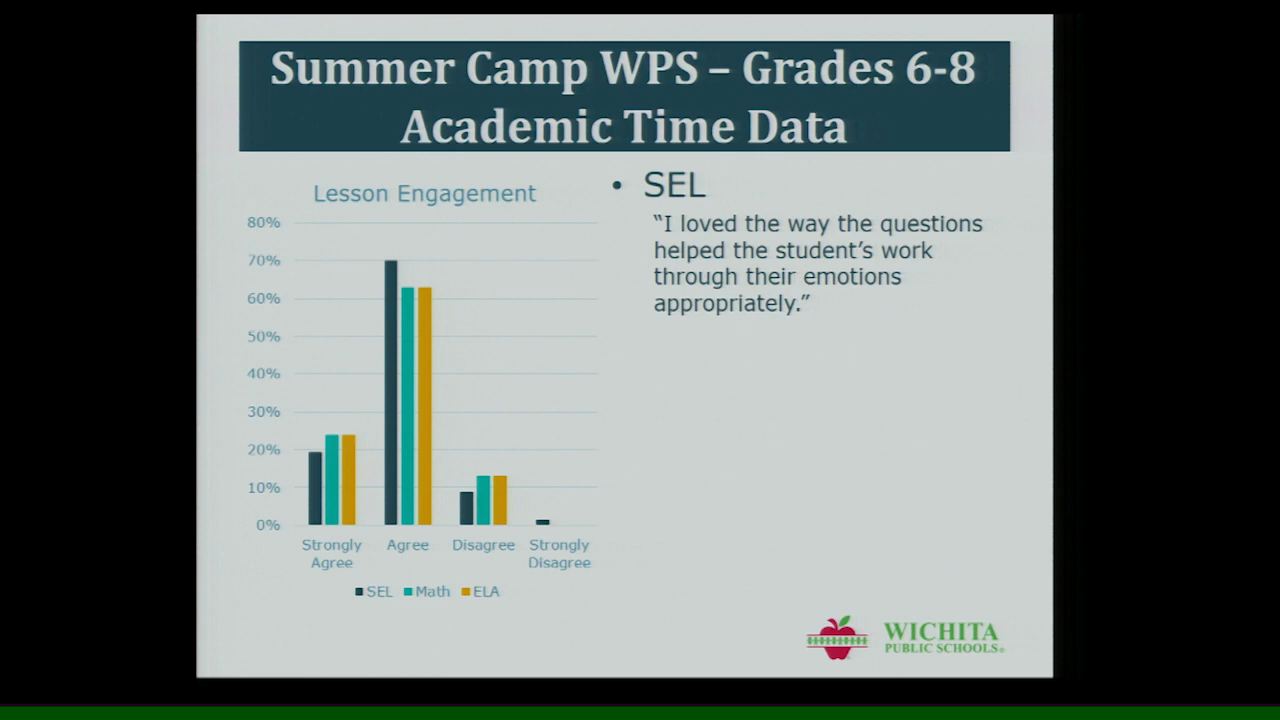 Summer Camp WPS – Grades 6-8
Academic Time Data
Lesson Engagement
80%
70%
60%
50%
40%
30%
20%
10%
0%
Strongly Agree
Agree
Disagree
Strongly Disagree
SEL Math ELA
• SEL
“I loved the way the questions
helped the student’s work
through their emotions
appropriately.”
WICHITA
PUBLIC SCHOOLS®